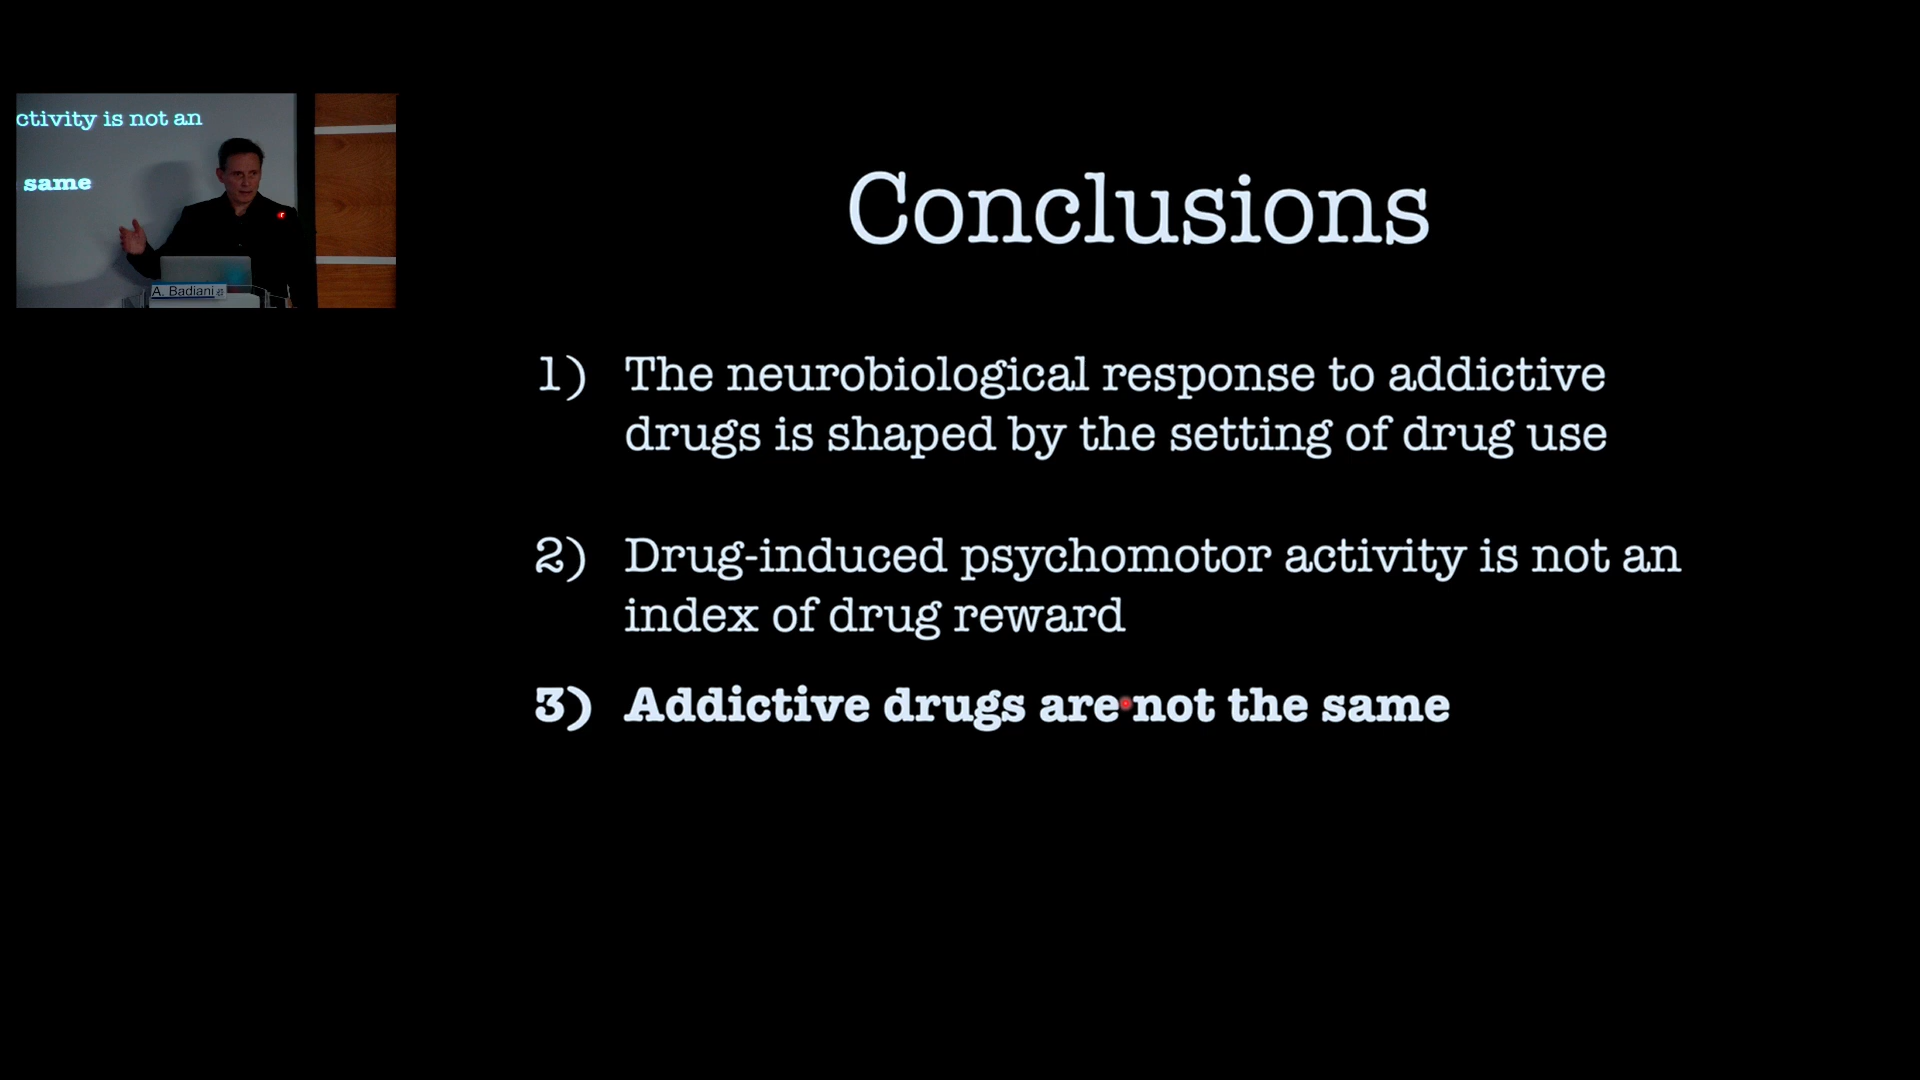 ctivity is not an
same
A. Badiani
Conclusions
1) The neurobiological response to addictive
drugs is shaped by the setting of drug use
2) Drug-induced psychomotor activity is not an
index of drug reward
3) Addictive drugs are not the same